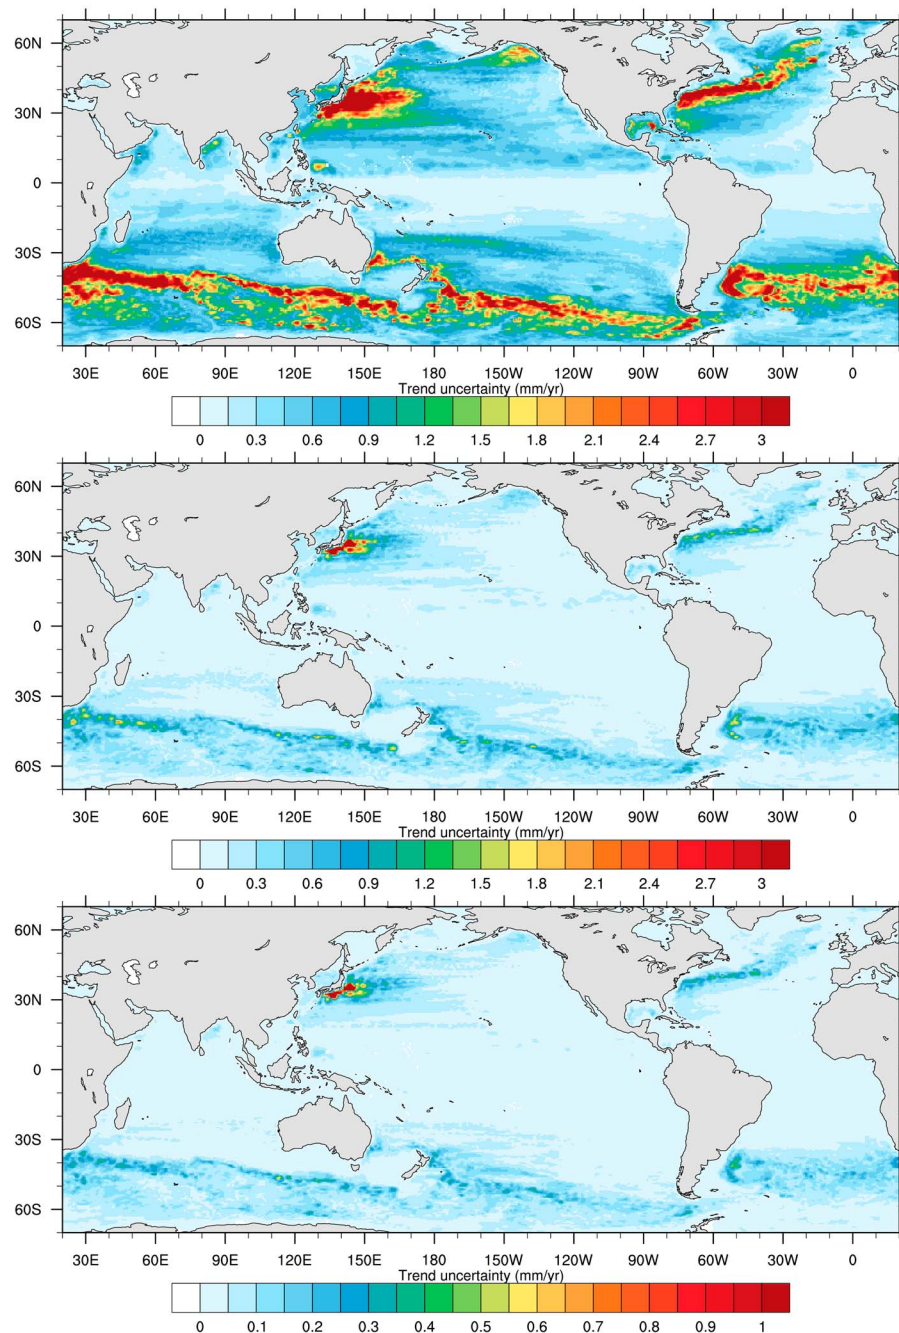 60N
30N
0
30S
60S
30E 60E 90E 120E 150E 180 150W 120W 90W 60W 30W 0
Trend uncertainty (mm/yr)
0 0.3 0.6 0.9 1.2 1.5 1.8 2.1 2.4 2.7 3
60N
30N
0
30S
60S
30E 60E 90E 120E 150E 180 150W 120W 90W 60W 30W 0
Trend uncertainty (mm/yr)
0 0.3 0.6 0.9 1.2 1.5 1.8 2.1 2.4 2.7 3
60N
30N
0
30S
60S
30E 60E 90E 120E 150E 180 150W 120W 90W 60W 30W 0
Trend uncertainty (mm/yr)
0 0.1 0.2 0.3 0.4 0.5 0.6 0.7 0.8 0.9 1